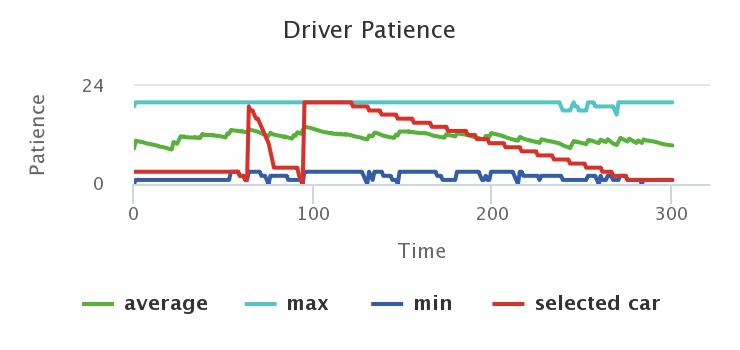 Driver Patience
Patience
24
0
0 100 200 300
Time
average max min selected car